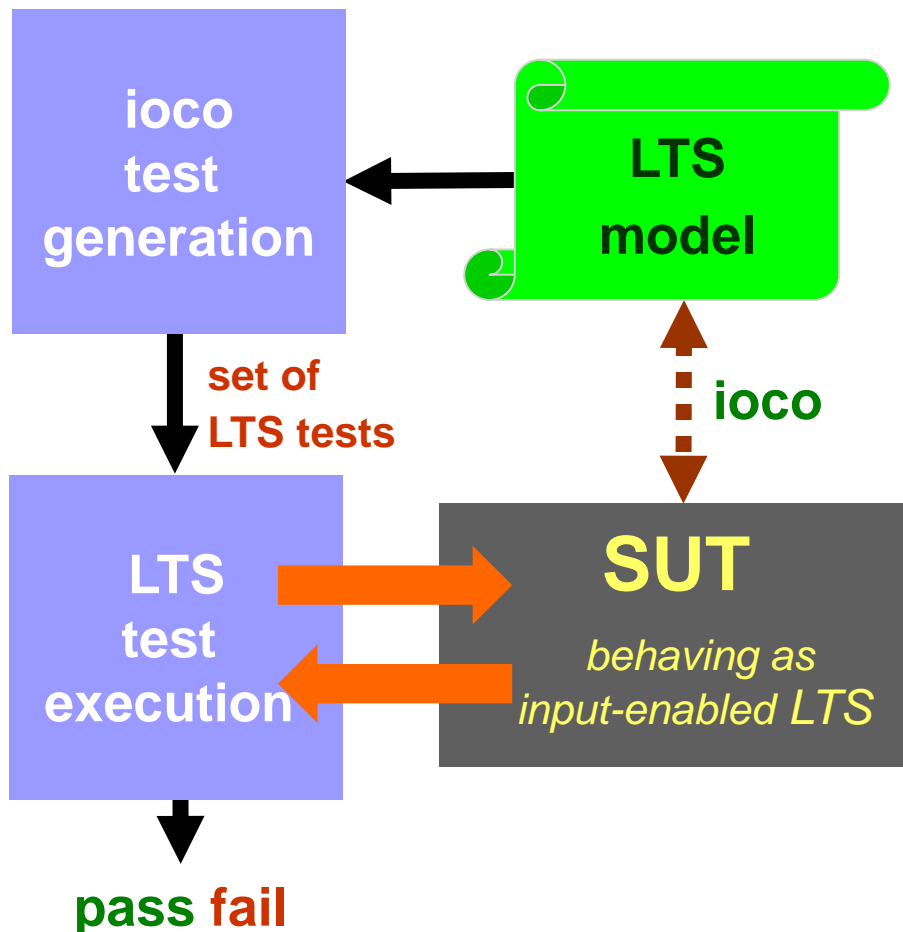 ioco
test
generation
LTS
model
set of
LTS tests
ioco
LTS
test
execution
SUT
behaving as
input-enabled LTS
pass fail